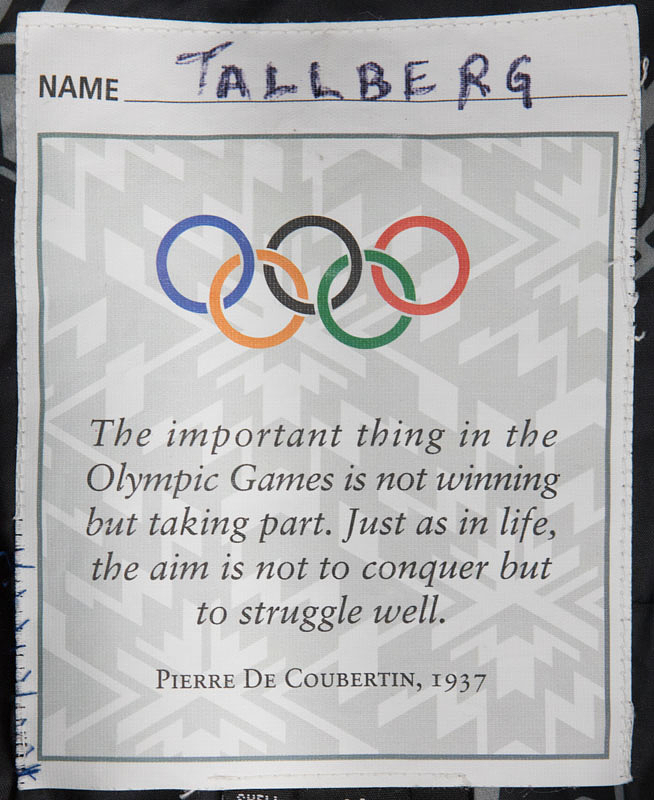 NAME TALLBERG
The important thing in the
Olympic Games is not winning
but taking part. Just as in life,
the aim is not to conquer but
to struggle well.
PIERRE DE COUBERTIN, 1937